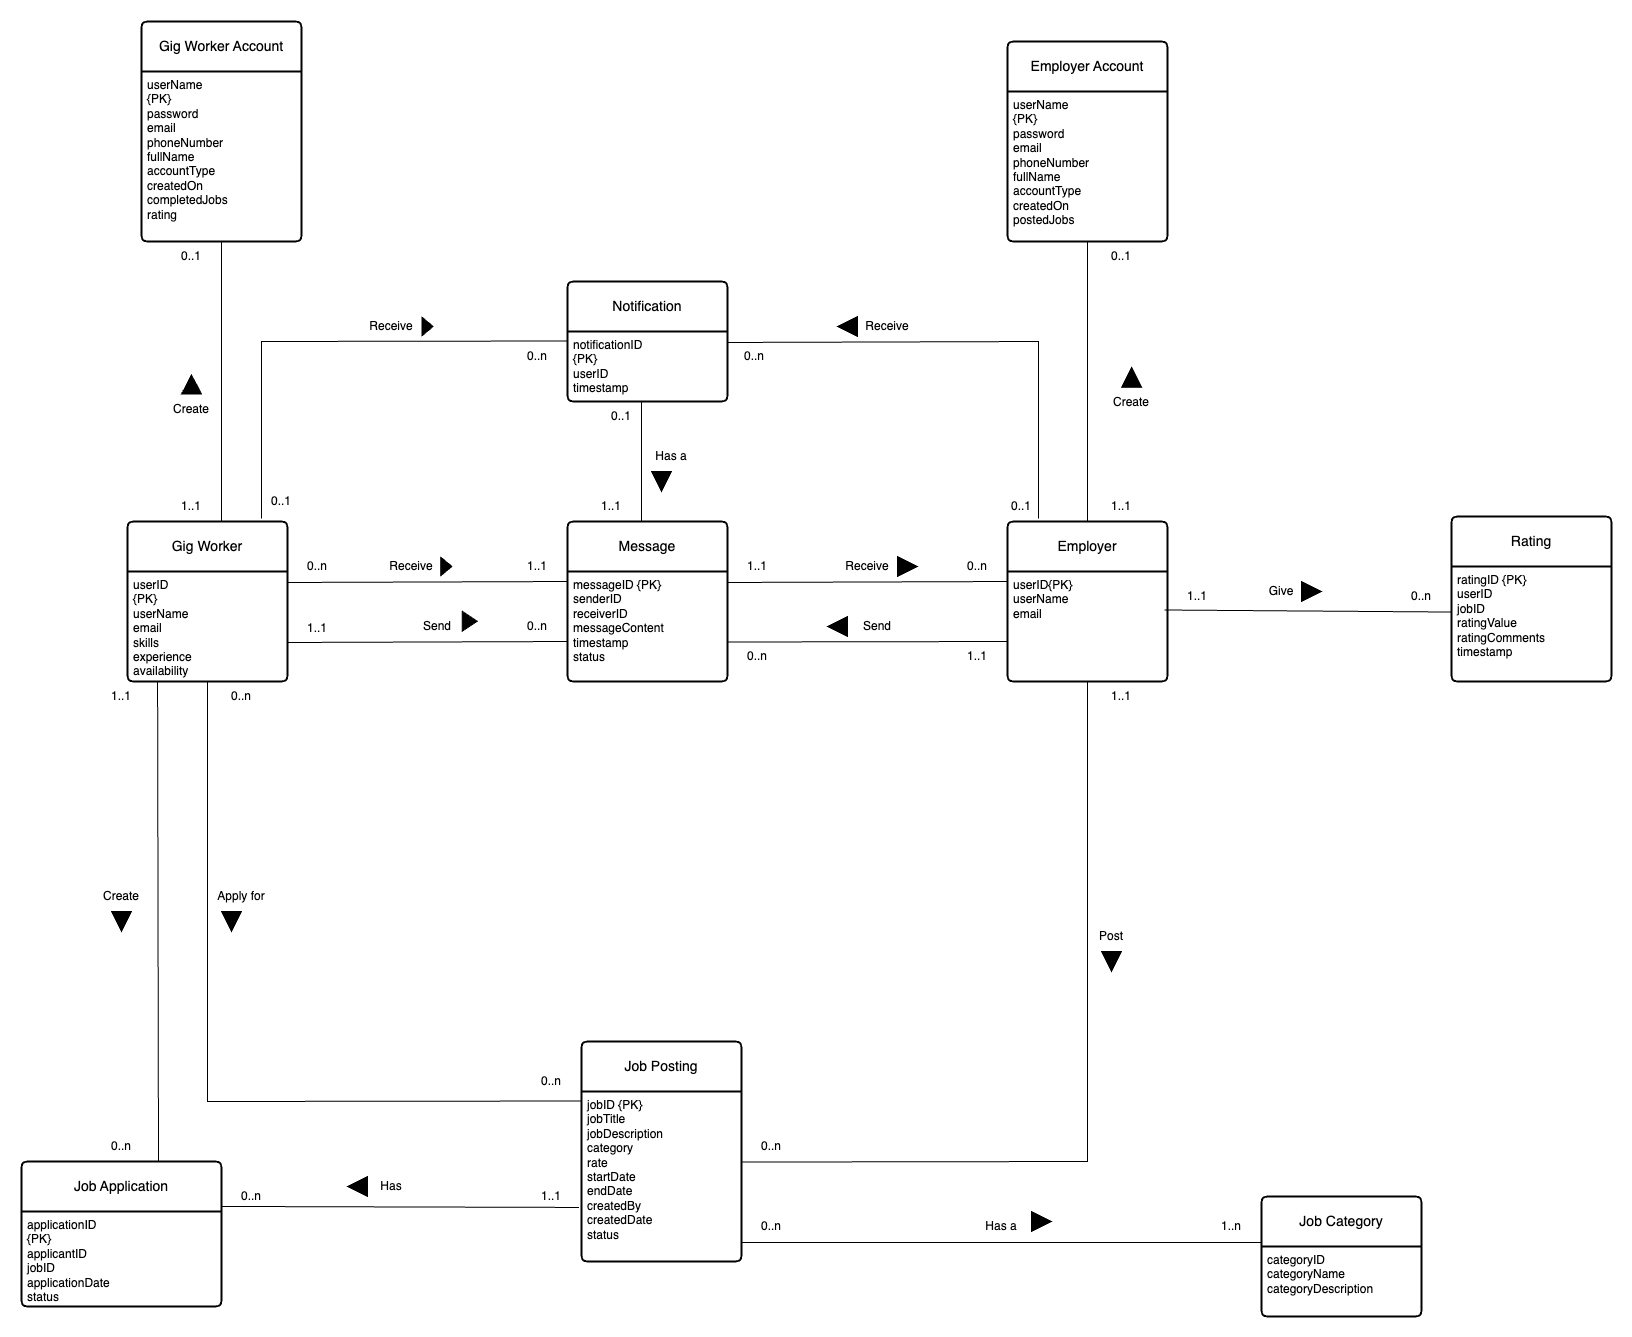 Gig Worker Account
userName
{PK}
password
email
phoneNumber
fullName
accountType
createdOn
completedJobs
rating
Employer Account
userName
{PK}
password
email
phoneNumber
fullName
accountType
createdOn
postedJobs
0..1
0..1
Notification
notificationID
{PK}
userID
timestamp
Receive
0..n
Receive
0..n
Create
Create
0..1
Has a
1..1
0..1
1..1
0..1
1..1
Gig Worker
userID
{PK}
userName
email
skills
experience
availability
0..n
Receive
1..1
1..1
Send
0..n
Message
messageID {PK}
senderID
receiverID
messageContent
timestamp
status
1..1
Receive
0..n
Send
0..n
1..1
Employer
userID{PK}
userName
email
1..1
Give
0..n
Rating
ratingID {PK}
userID
jobID
ratingValue
ratingComments
timestamp
1..1
0..n
1..1
Create
Apply for
Post
0..n
Job Posting
jobID {PK}
jobTitle
jobDescription
category
rate
startDate
endDate
createdBy
createdDate
status
0..n
0..n
Job Application
applicationID
{PK}
applicantID
jobID
applicationDate
status
0..n
Has
1..1
0..n
Has a
1..n
Job Category
categoryID
categoryName
categoryDescription